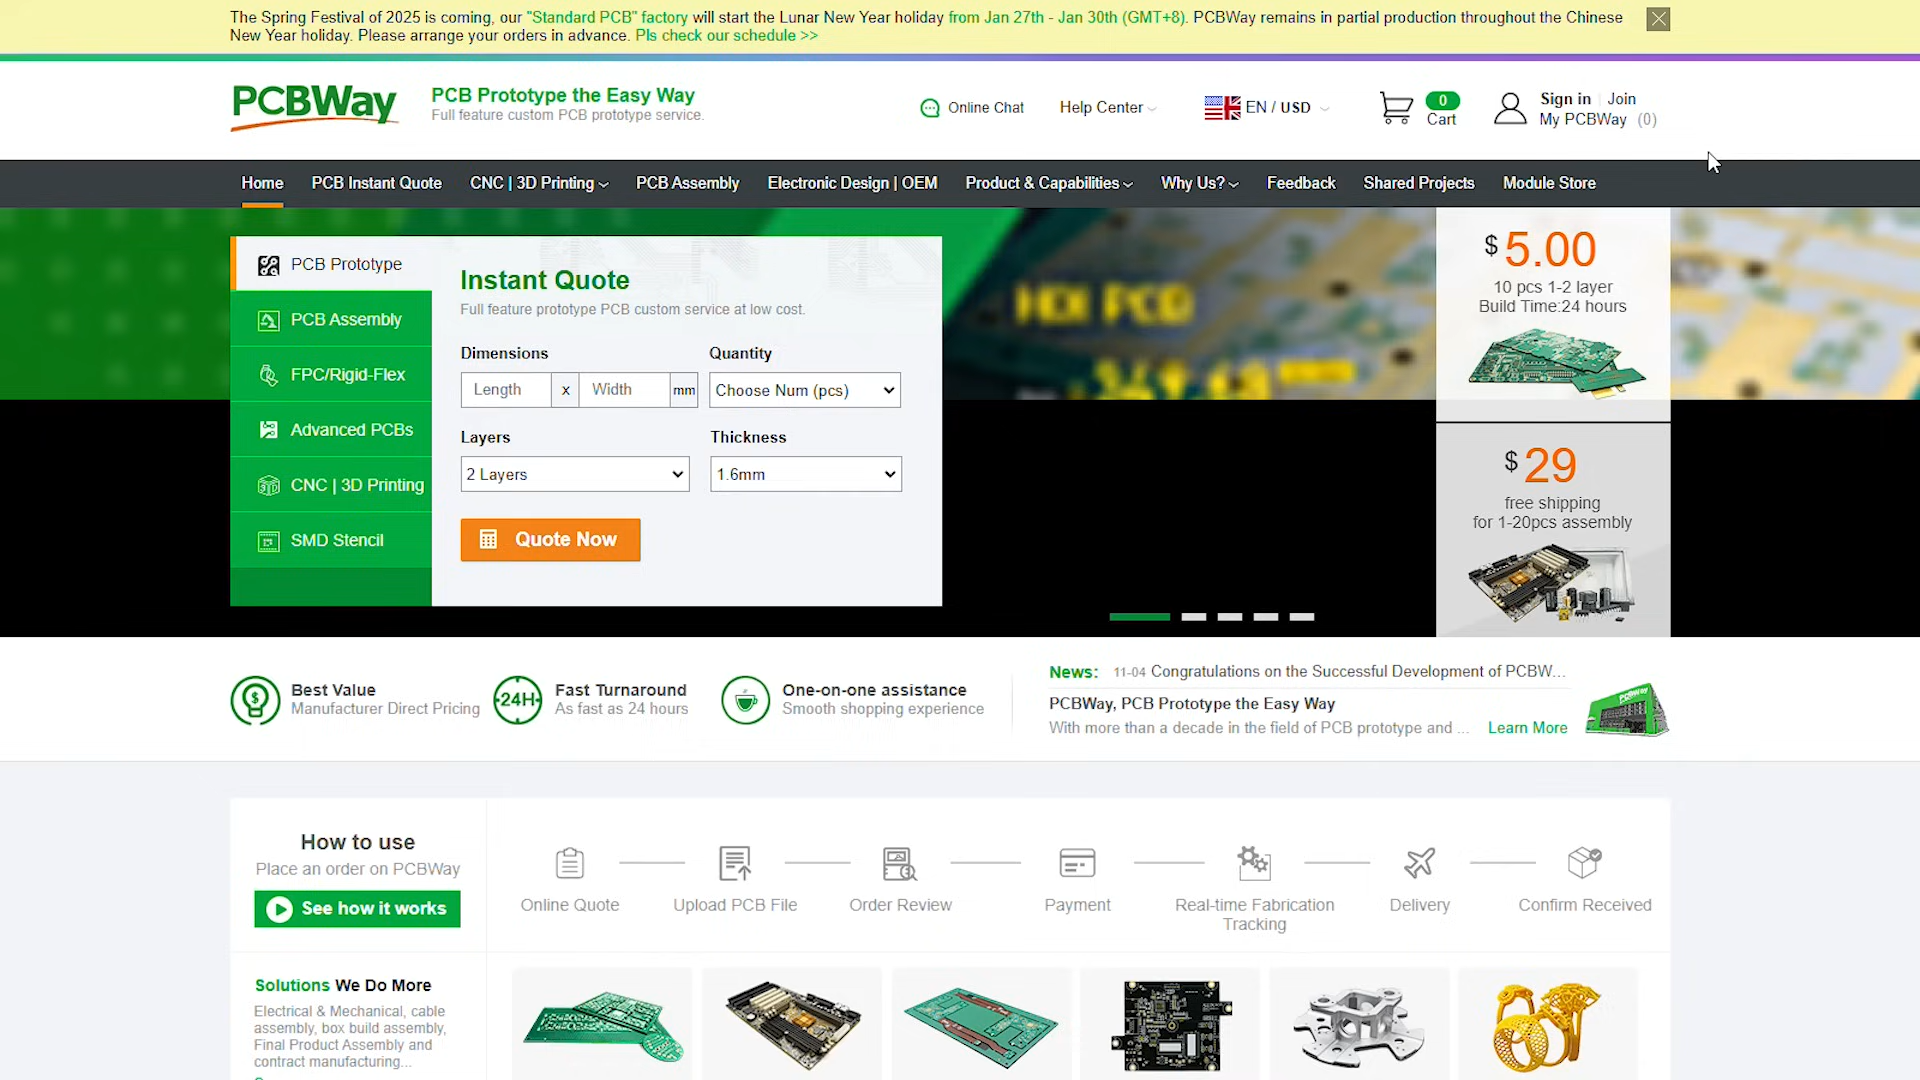 The Spring Festival of 2025 is coming, our "Standard PCB" factory will start the Lunar New Year holiday from Jan 27th - Jan 30th (GMT+8). PCBWay remains in partial production throughout the Chinese
New Year holiday. Please arrange your orders in advance. Pls check our schedule >>
PCBWay
PCB Prototype the Easy Way
Full feature custom PCB prototype service.
Online Chat
Help Center
EN / USD
0
Cart
Sign in | Join
My PCBWay (0)
Home
PCB Instant Quote
CNC | 3D Printing
PCB Assembly
Electronic Design | OEM
Product & Capabilities
Why Us?
Feedback
Shared Projects
Module Store
PCB Prototype
PCB Assembly
FPC/Rigid-Flex
Advanced PCBs
CNC | 3D Printing
SMD Stencil
Instant Quote
Full feature prototype PCB custom service at low cost.
Dimensions
Quantity
Length x Width mm
Choose Num (pcs)
Layers
Thickness
2 Layers
1.6mm
Quote Now
HDI PCB
$5.00
10 pcs 1-2 layer
Build Time:24 hours
$29
free shipping
for 1-20pcs assembly
Best Value
Manufacturer Direct Pricing
24H
Fast Turnaround
As fast as 24 hours
One-on-one assistance
Smooth shopping experience
News: 11-04 Congratulations on the Successful Development of PCBW...
PCBWay, PCB Prototype the Easy Way
With more than a decade in the field of PCB prototype and ... Learn More
PCBWay
How to use
Place an order on PCBWay
See how it works
Online Quote
Upload PCB File
Order Review
Payment
Real-time Fabrication
Tracking
Delivery
Confirm Received
Solutions We Do More
Electrical & Mechanical, cable
assembly, box build assembly,
Final Product Assembly and
contract manufacturing...